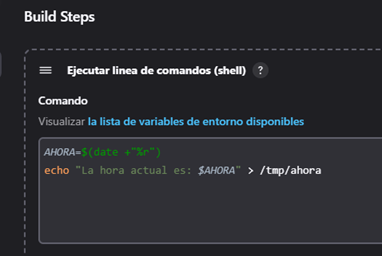 Build Steps
Ejecutar linea de comandos (shell) ?
Comando
Visualizar la lista de variables de entorno disponibles
AHORA=$(date +"%r")
echo "La hora actual es: $AHORA" > /tmp/ahora